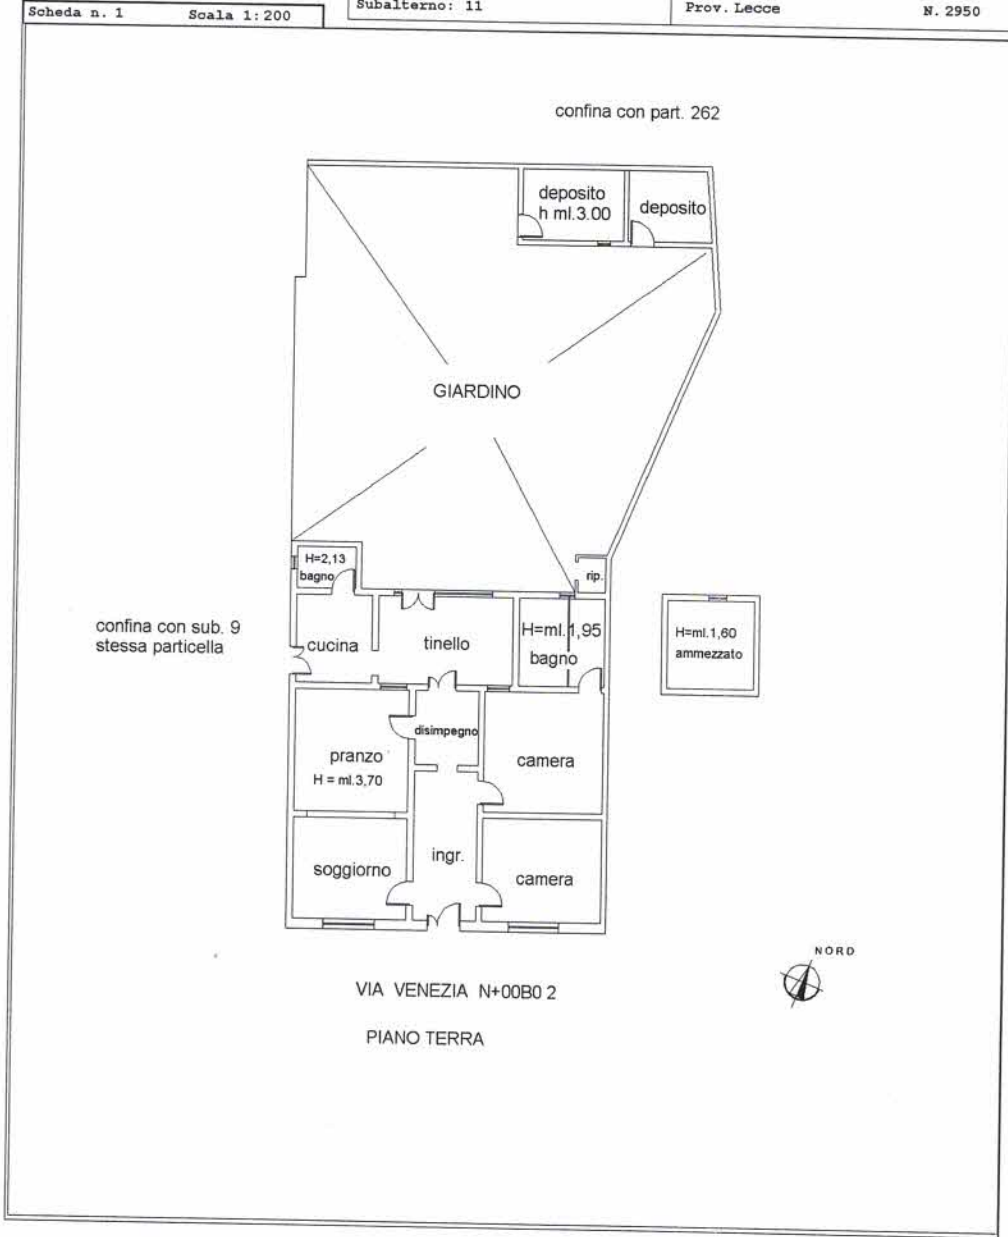 Scheda n. 1 Scala 1:200
Subalterno: 11
Prov. Lecce N. 2950
confina con part. 262
deposito
h ml.3.00
deposito
GIARDINO
H=2,13
bagno
rip.
confina con sub. 9
stessa particella
cucina
tinello
H=ml.1,95
bagno
H=ml.1,60
ammezzato
disimpegno
pranzo
H = ml.3,70
camera
soggiorno
ingr.
camera
NORD
VIA VENEZIA N+00B0 2
PIANO TERRA